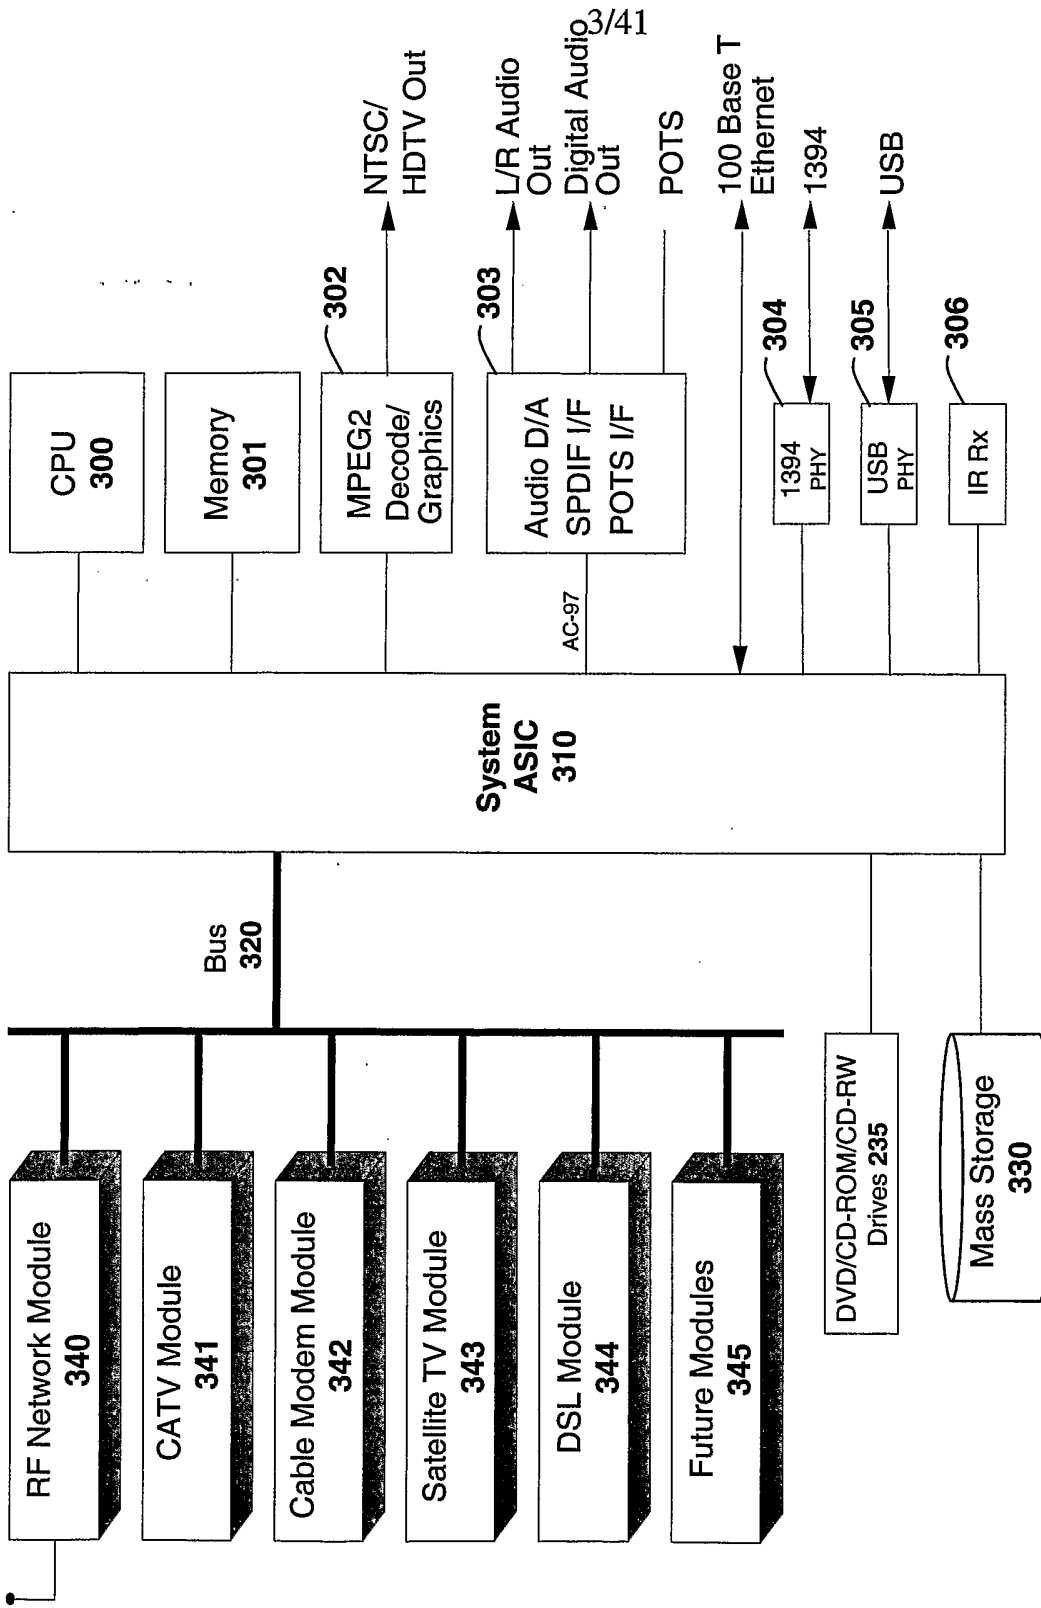 3/41
RF Network Module
340
CATV Module
341
Cable Modem Module
342
Satellite TV Module
343
DSL Module
344
Future Modules
345
DVD/CD-ROM/CD-RW
Drives 235
Mass Storage
330
Bus
320
System
ASIC
310
CPU
300
Memory
301
302
MPEG2
Decode/
Graphics
NTSC/
HDTV Out
303
Audio D/A
SPDIF I/F
POTS I/F
AC-97
L/R Audio
Out
Digital Audio
Out
POTS
100 Base T
Ethernet
304
1394
PHY
1394
305
USB
PHY
USB
306
IR Rx